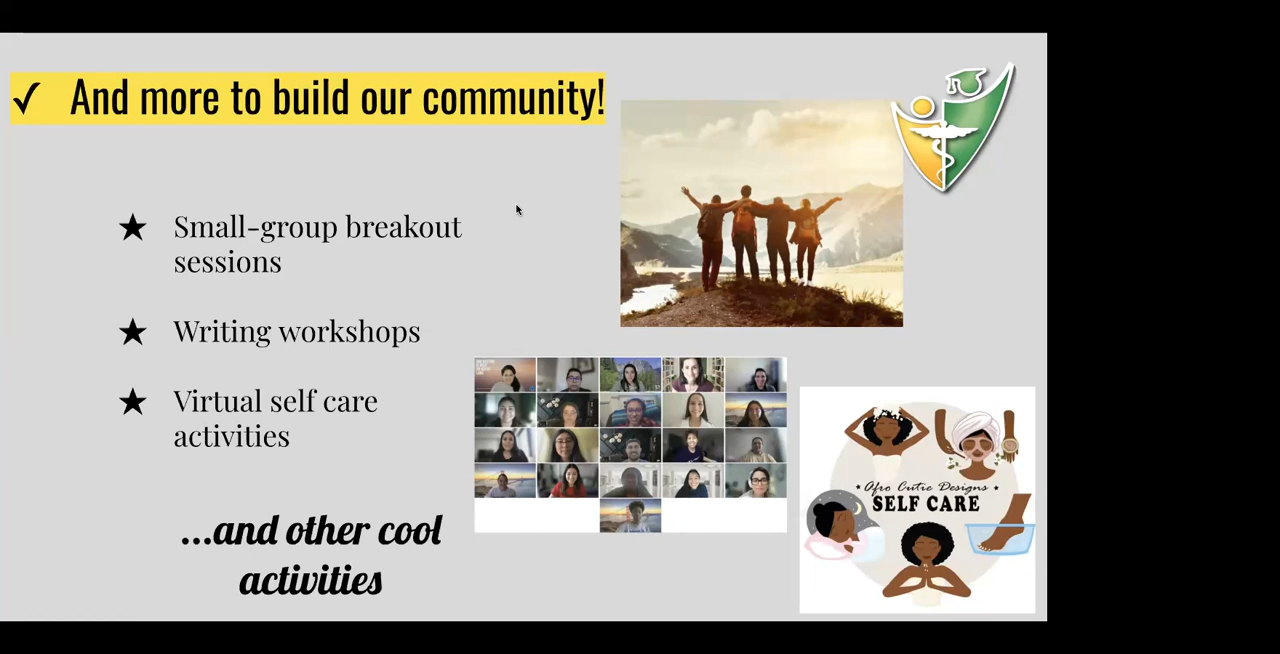 ✓ And more to build our community!
★ Small-group breakout
sessions
★ Writing workshops
★ Virtual self care
activities
...and other cool
activities
Afro Cutie Designs
SELF CARE